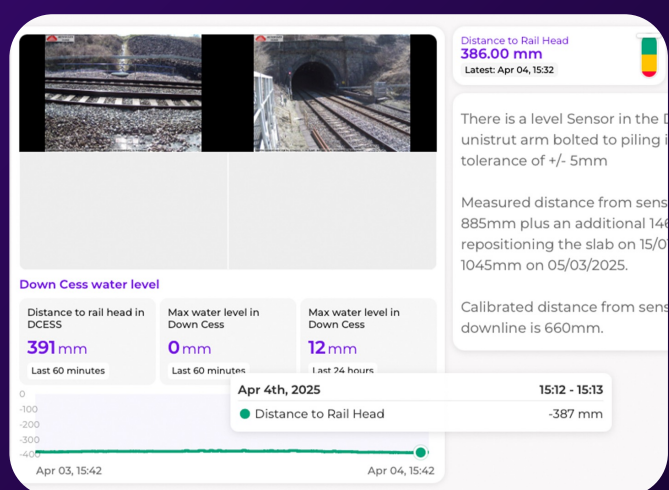 Distance to Rail Head
386.00 mm
Latest: Apr 04, 15:32
There is a level Sensor in the
unistrut arm bolted to piling
tolerance of +/- 5mm
Measured distance from
885mm plus an additional
repositioning the slab on
1045mm on 05/03/2025.
Calibrated distance from
downline is 660mm.
Down Cess water level
Distance to rail head in
DCESS
391 mm
Last 60 minutes
Max water level in
Down Cess
0 mm
Last 60 minutes
Max water level in
Down Cess
12 mm
Last 24 hours
Apr 4th, 2025 15:12 - 15:13
Distance to Rail Head -387 mm
0
-100
-200
-300
-400
Apr 03, 15:42 Apr 04, 15:42